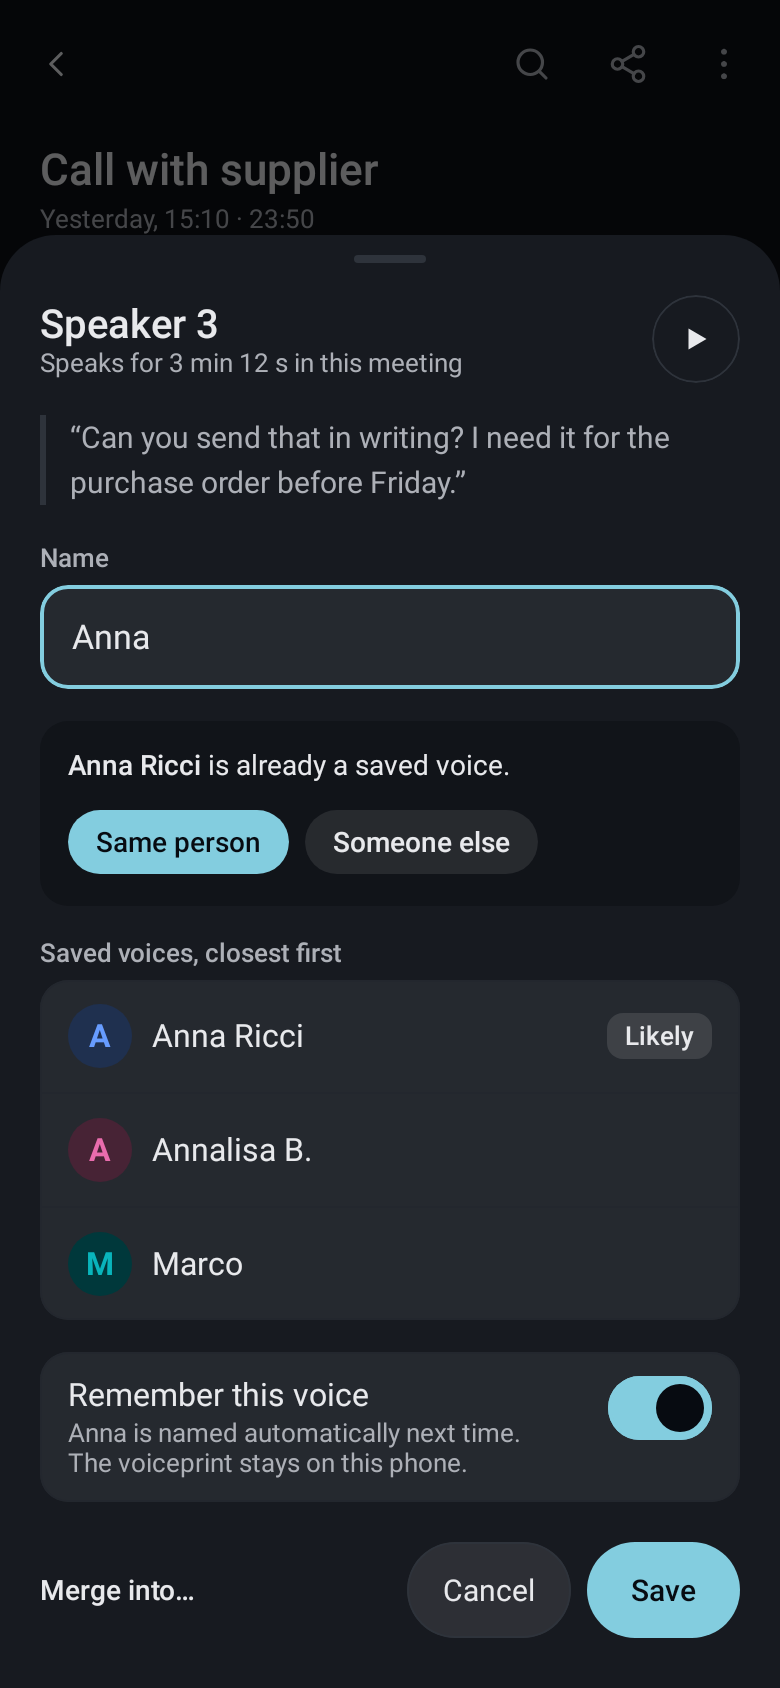 Call with supplier
Yesterday, 15:10 · 23:50
Speaker 3
Speaks for 3 min 12 s in this meeting
“Can you send that in writing? I need it for the
purchase order before Friday.”
Name
Anna
Anna Ricci is already a saved voice.
Same person
Someone else
Saved voices, closest first
A
Anna Ricci
Likely
A
Annalisa B.
M
Marco
Remember this voice
Anna is named automatically next time.
The voiceprint stays on this phone.
Merge into…
Cancel
Save